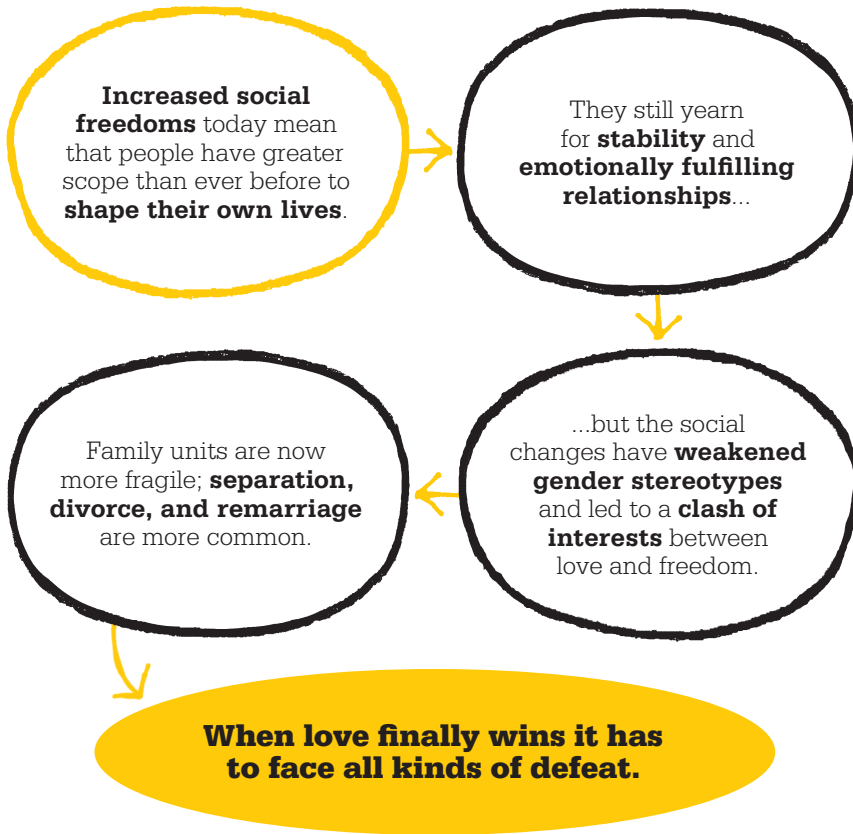 Increased social
freedoms today mean
that people have greater
scope than ever before to
shape their own lives.
They still yearn
for stability and
emotionally fulfilling
relationships...
...but the social
changes have weakened
gender stereotypes
and led to a clash of
interests between
love and freedom.
Family units are now
more fragile; separation,
divorce, and remarriage
are more common.
When love finally wins it has
to face all kinds of defeat.